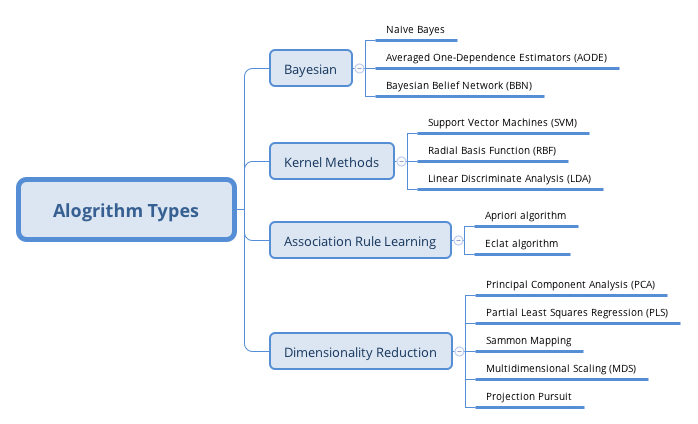 Alogrithm Types
Bayesian
Naive Bayes
Averaged One-Dependence Estimators (AODE)
Bayesian Belief Network (BBN)
Kernel Methods
Support Vector Machines (SVM)
Radial Basis Function (RBF)
Linear Discriminate Analysis (LDA)
Association Rule Learning
Apriori algorithm
Eclat algorithm
Dimensionality Reduction
Principal Component Analysis (PCA)
Partial Least Squares Regression (PLS)
Sammon Mapping
Multidimensional Scaling (MDS)
Projection Pursuit